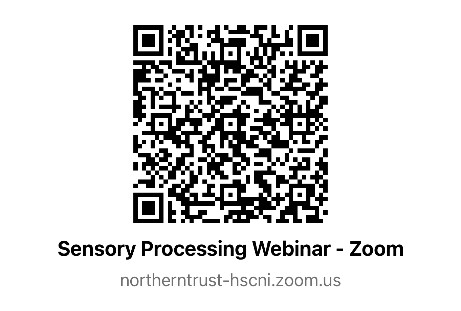 Sensory Processing Webinar - Zoom
northerntrust-hscni.zoom.us